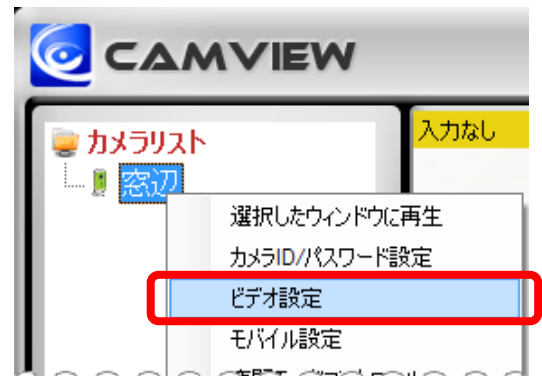 CAMVIEW
カメラリスト
窓辺
入力なし
選択したウィンドウに再生
カメラID/パスワード設定
ビデオ設定
モバイル設定